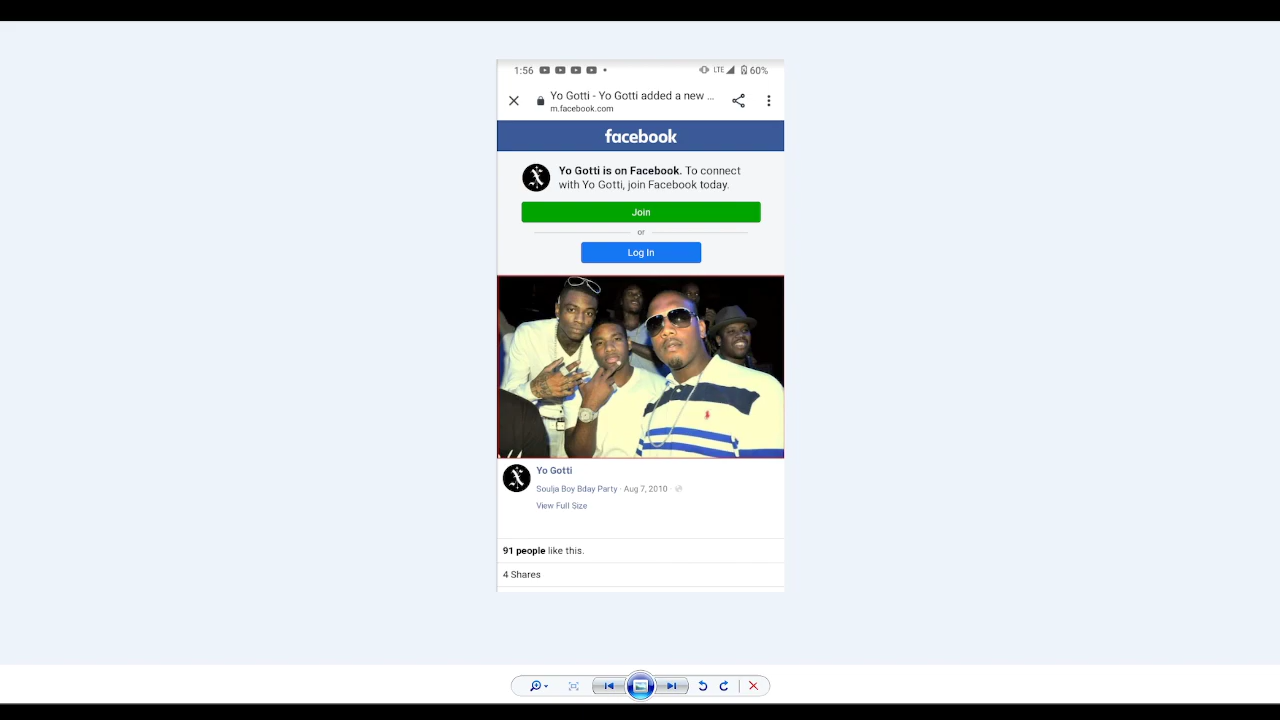 1:56
LTE
60%
Yo Gotti - Yo Gotti added a new ...
m.facebook.com
facebook
Yo Gotti is on Facebook. To connect
with Yo Gotti, join Facebook today.
Join
or
Log In
Yo Gotti
Soulja Boy Bday Party · Aug 7, 2010 ·
View Full Size
91 people like this.
4 Shares